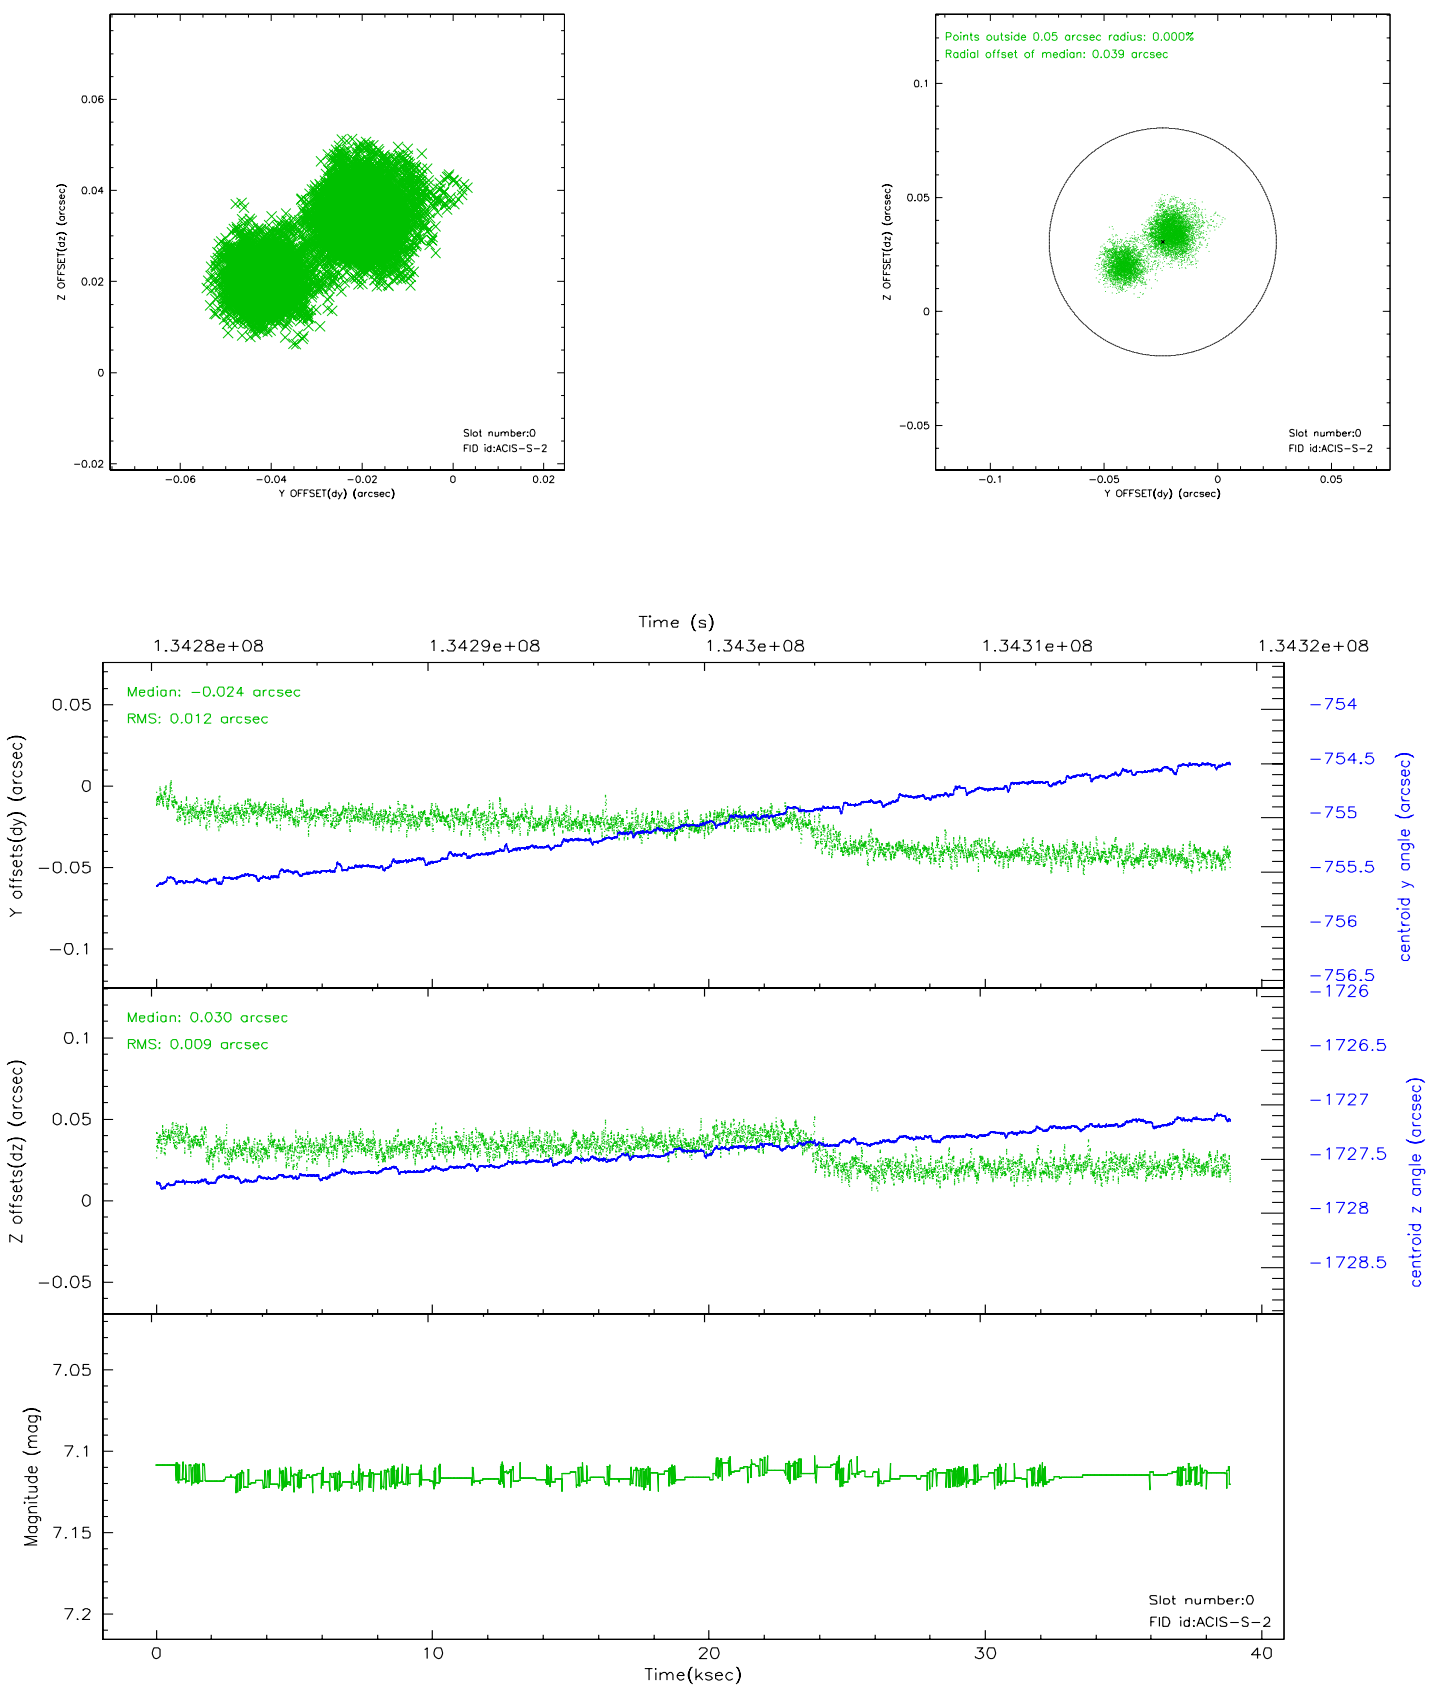 0.06
0.04
0.02
0
−0.02
Z OFFSET(dz) (arcsec)
−0.06
−0.04
−0.02
0
0.02
Y OFFSET(dy) (arcsec)
Slot number:0
FID id:ACIS−S−2
Points outside 0.05 arcsec radius: 0.000%
Radial offset of median: 0.039 arcsec
0.1
0.05
0
−0.05
Z OFFSET(dz) (arcsec)
−0.1
−0.05
0
0.05
Y OFFSET(dy) (arcsec)
Slot number:0
FID id:ACIS−S−2
Time (s)
1.3428e+08
1.3429e+08
1.343e+08
1.3431e+08
1.3432e+08
Median: −0.024 arcsec
RMS: 0.012 arcsec
0.05
0
−0.05
−0.1
Y offsets(dy) (arcsec)
−754
−754.5
−755
−755.5
−756
−756.5
centroid y angle (arcsec)
Median: 0.030 arcsec
RMS: 0.009 arcsec
0.1
0.05
0
−0.05
Z offsets(dz) (arcsec)
−1726
−1726.5
−1727
−1727.5
−1728
−1728.5
centroid z angle (arcsec)
7.05
7.1
7.15
7.2
Magnitude (mag)
Slot number:0
FID id:ACIS−S−2
0
10
20
30
40
Time(ksec)